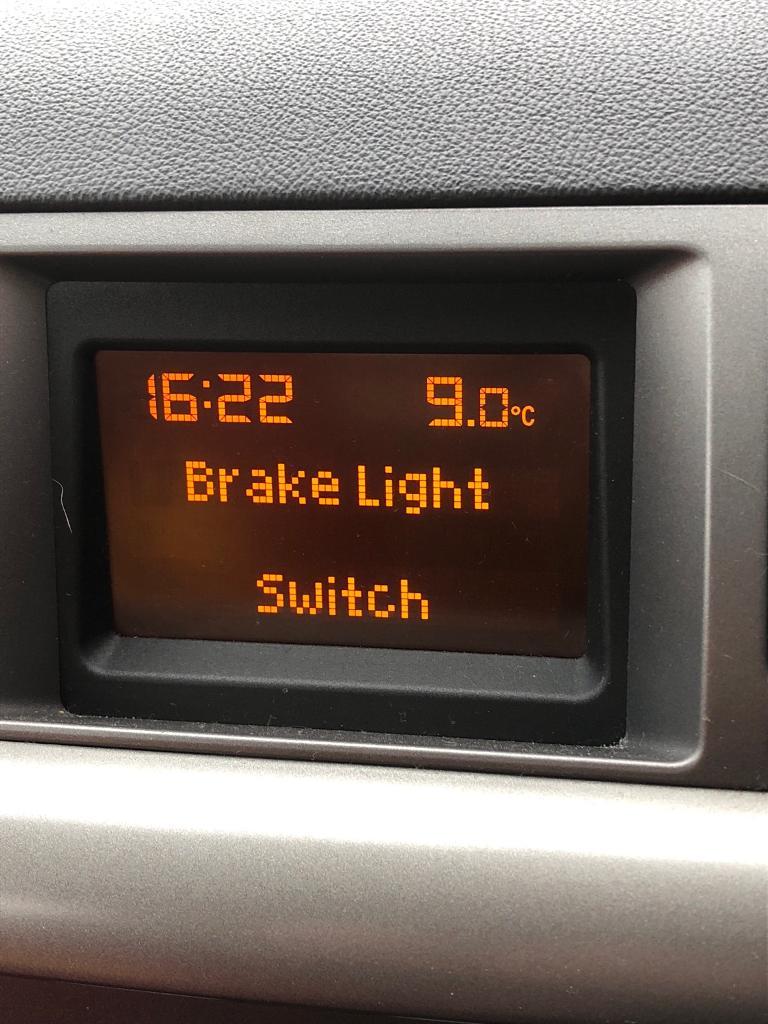 16:22 9.0°C
Brake Light
Switch